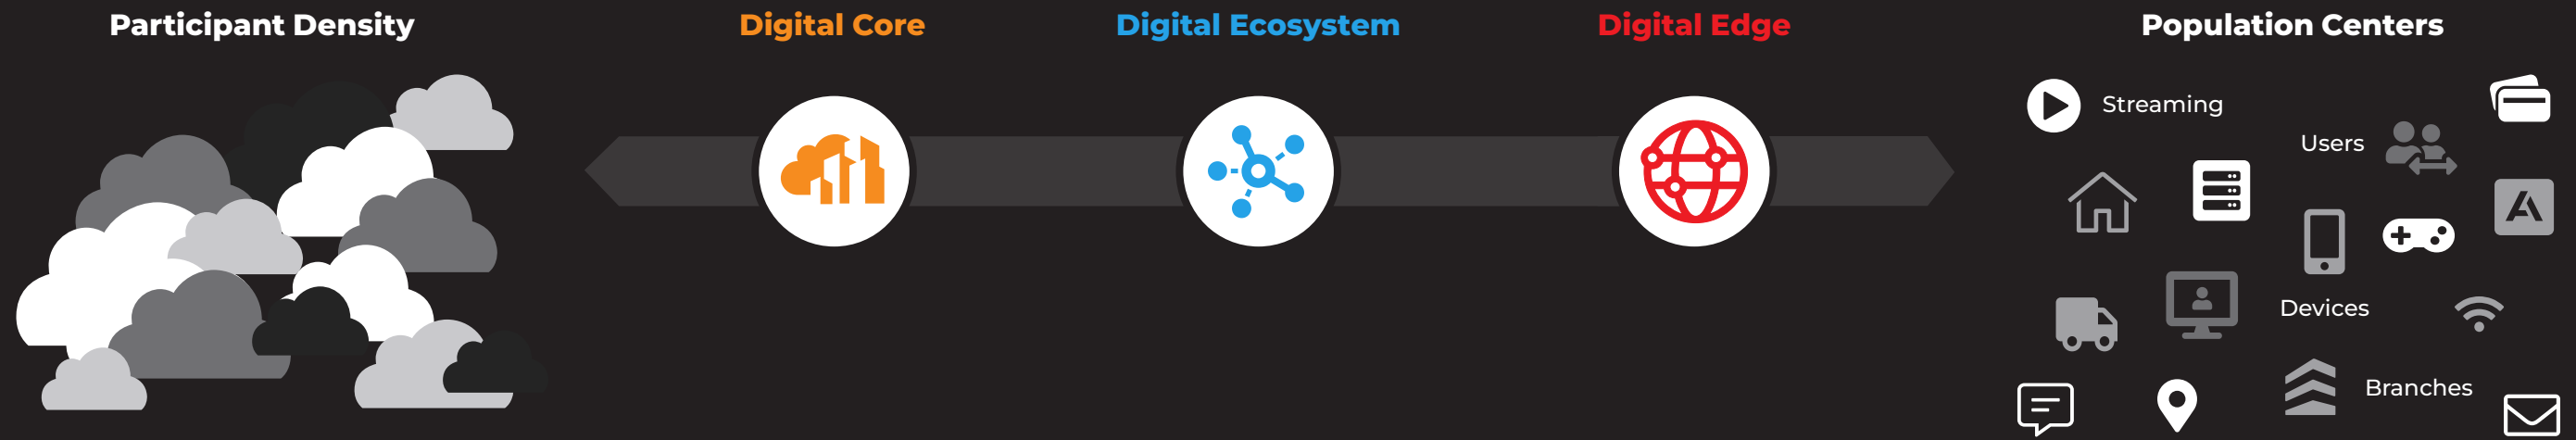 Participant Density
Digital Core
Digital Ecosystem
Digital Edge
Population Centers
Streaming
Users
Devices
Branches